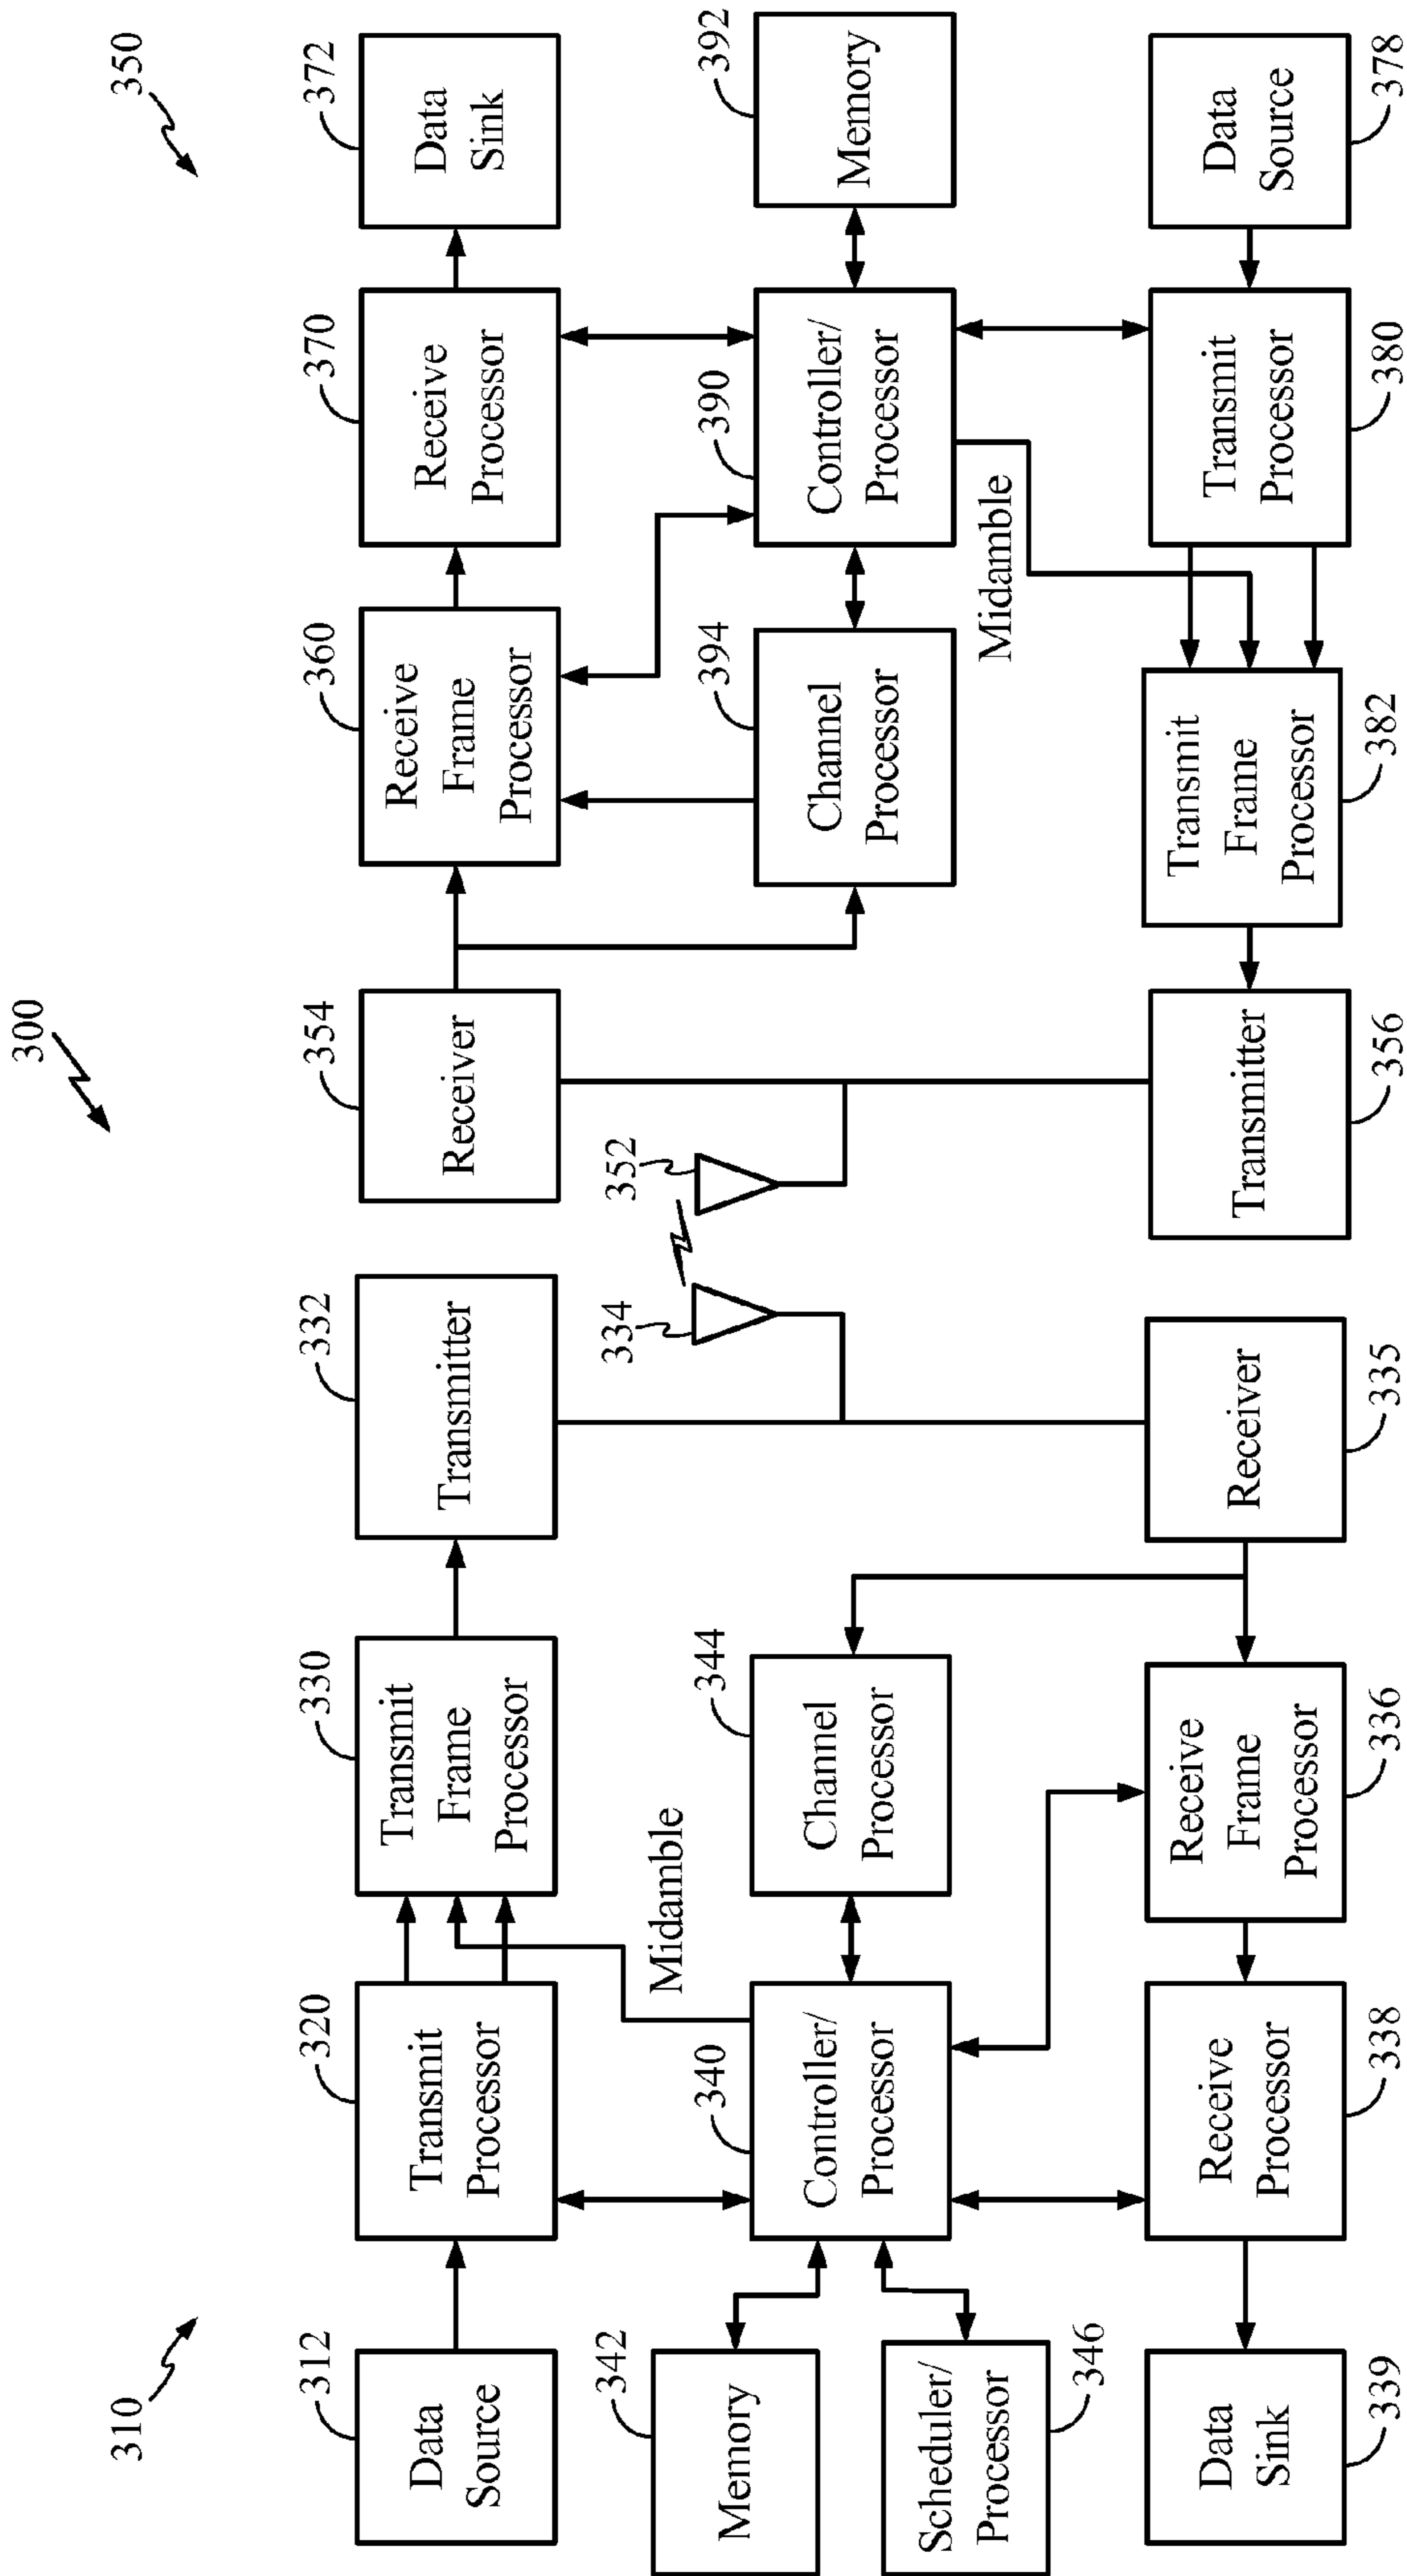 300
310
350
312
Data
Source
320
Transmit
Processor
330
Transmit
Frame
Processor
332
Transmitter
354
Receiver
360
Receive
Frame
Processor
370
Receive
Processor
372
Data
Sink
Midamble
334
352
342
Memory
346
Scheduler/
Processor
340
Controller/
Processor
344
Channel
Processor
394
Channel
Processor
390
Controller/
Processor
392
Memory
Midamble
339
Data
Sink
338
Receive
Processor
336
Receive
Frame
Processor
335
Receiver
356
Transmitter
382
Transmit
Frame
Processor
380
Transmit
Processor
378
Data
Source